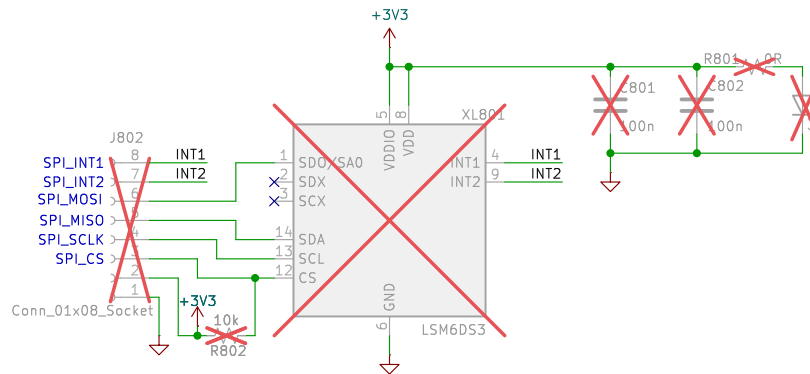 +3V3
R801 0R
XL801
C801
C802
100n
100n
J802
5
8
VDDIO
VDD
SPI_INT1
8
INT1
1
SDO/SA0
INT1
4
INT1
SPI_INT2
7
INT2
2
SDX
INT2
9
INT2
SPI_MOSI
6
3
SCX
SPI_MISO
5
14
SDA
SPI_SCLK
4
13
SCL
SPI_CS
3
12
CS
2
1
Conn_01x08_Socket
+3V3
10k
R802
GND
6
LSM6DS3